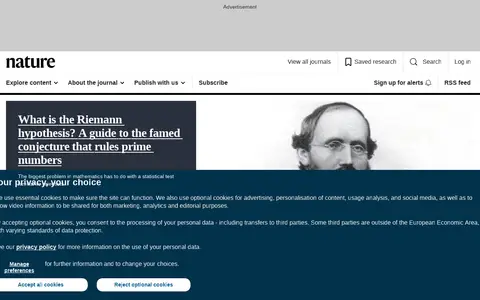 Advertisement
nature
View all journals
Saved research
Search
Log in
Explore content
About the journal
Publish with us
Subscribe
Sign up for alerts
RSS feed
What is the Riemann
hypothesis? A guide to the famed
conjecture that rules prime
numbers
The biggest problem in mathematics has to do with a statistical test
our privacy, your choice
e use essential cookies to make sure the site can function. We also use optional cookies for advertising, personalisation of content, usage analysis, and social media, as well as to
ow video information to be shared for both marketing, analytics and editorial purposes.
y accepting optional cookies, you consent to the processing of your personal data - including transfers to third parties. Some third parties are outside of the European Economic Area,
th varying standards of data protection.
ee our privacy policy for more information on the use of your personal data.
Manage preferences for further information and to change your choices.
Accept all cookies
Reject optional cookies